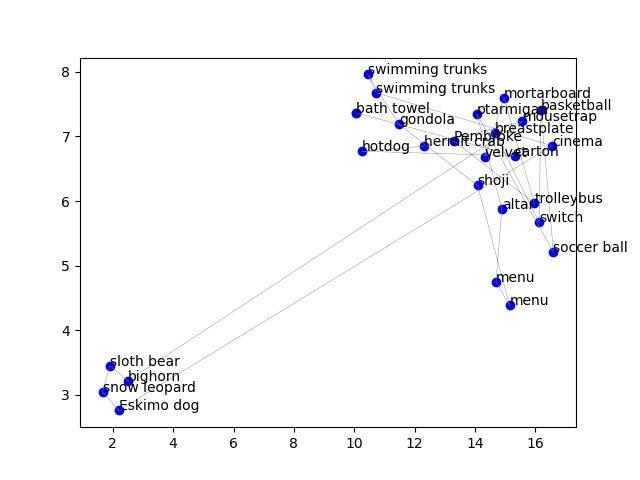 8
swimming trunks
swimming trunks
mortarboard
bath towel
ptarmigan
basketball
gondola
mousetrap
breastplate
7
Pembroke
hotdog
hermit crab
cinema
velvet
carton
shoji
6
altar
trolleybus
switch
soccer ball
5
menu
menu
4
sloth bear
bighorn
3
snow leopard
Eskimo dog
2
4
6
8
10
12
14
16